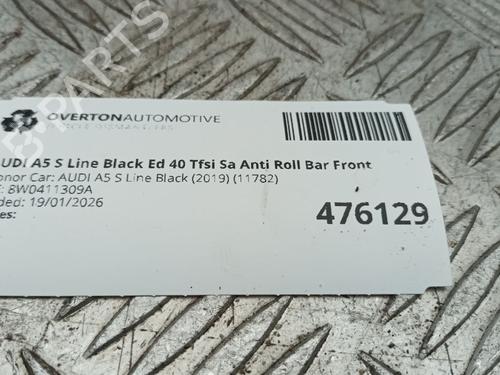 OVERTONAUTOMOTIVE
UDI A5 S Line Black Ed 40 Tfsi Sa Anti Roll Bar Front
onor Car: AUDI A5 S Line Black (2019) (11782)
: 8W0411309A
ded: 19/01/2026
es:
476129
PARTS